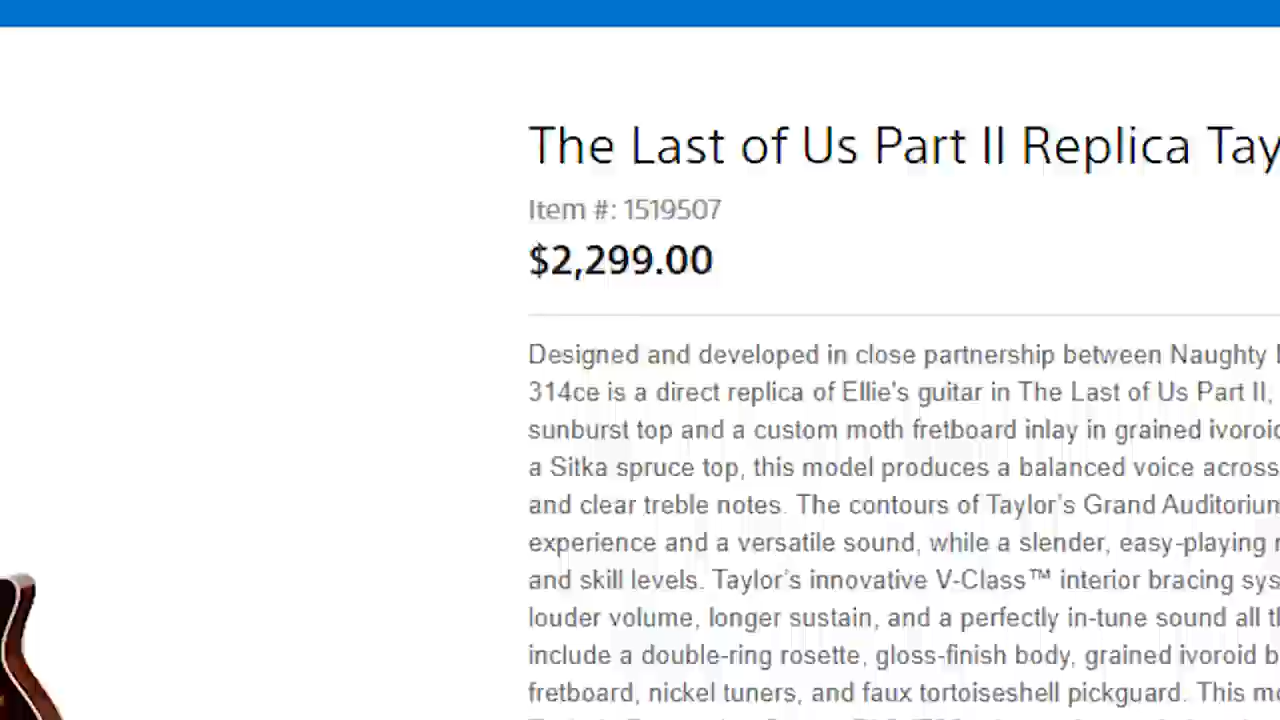 The Last of Us Part II Replica Tay
Item #: 1519507
$2,299.00
Designed and developed in close partnership between Naughty
314ce is a direct replica of Ellie's guitar in The Last of Us Part II,
sunburst top and a custom moth fretboard inlay in grained ivoroid
a Sitka spruce top, this model produces a balanced voice across
and clear treble notes. The contours of Taylor's Grand Auditorium
experience and a versatile sound, while a slender, easy-playing
and skill levels. Taylor's innovative V-Class™ interior bracing sys
louder volume, longer sustain, and a perfectly in-tune sound all th
include a double-ring rosette, gloss-finish body, grained ivoroid b
fretboard, nickel tuners, and faux tortoiseshell pickguard. This mo